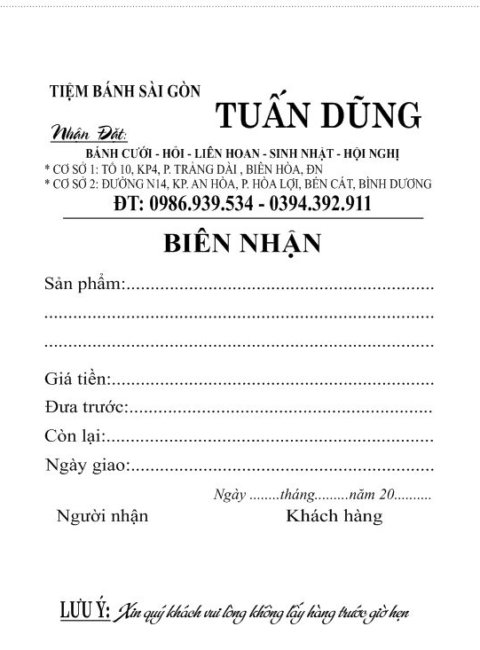 TIỆM BÁNH SÀI GÒN
TUẤN DŨNG
Nhận Đặt:
BÁNH CƯỚI - HỎI - LIÊN HOAN - SINH NHẬT - HỘI NGHỊ
* CƠ SỞ 1: TỔ 10, KP4, P. TRẢNG DÀI , BIÊN HÒA, ĐN
* CƠ SỞ 2: ĐƯỜNG N14, KP. AN HÒA, P. HÒA LỢI, BẾN CÁT, BÌNH DƯƠNG
ĐT: 0986.939.534 - 0394.392.911
BIÊN NHẬN
Sản phẩm:..........................................................
..........................................................................
..........................................................................
Giá tiền:.............................................................
Đưa trước:.........................................................
Còn lại:..............................................................
Ngày giao:.........................................................
Ngày ........tháng.........năm 20..........
Người nhận Khách hàng
LƯU Ý: Xin quý khách vui lòng không lấy hàng trước giờ hẹn